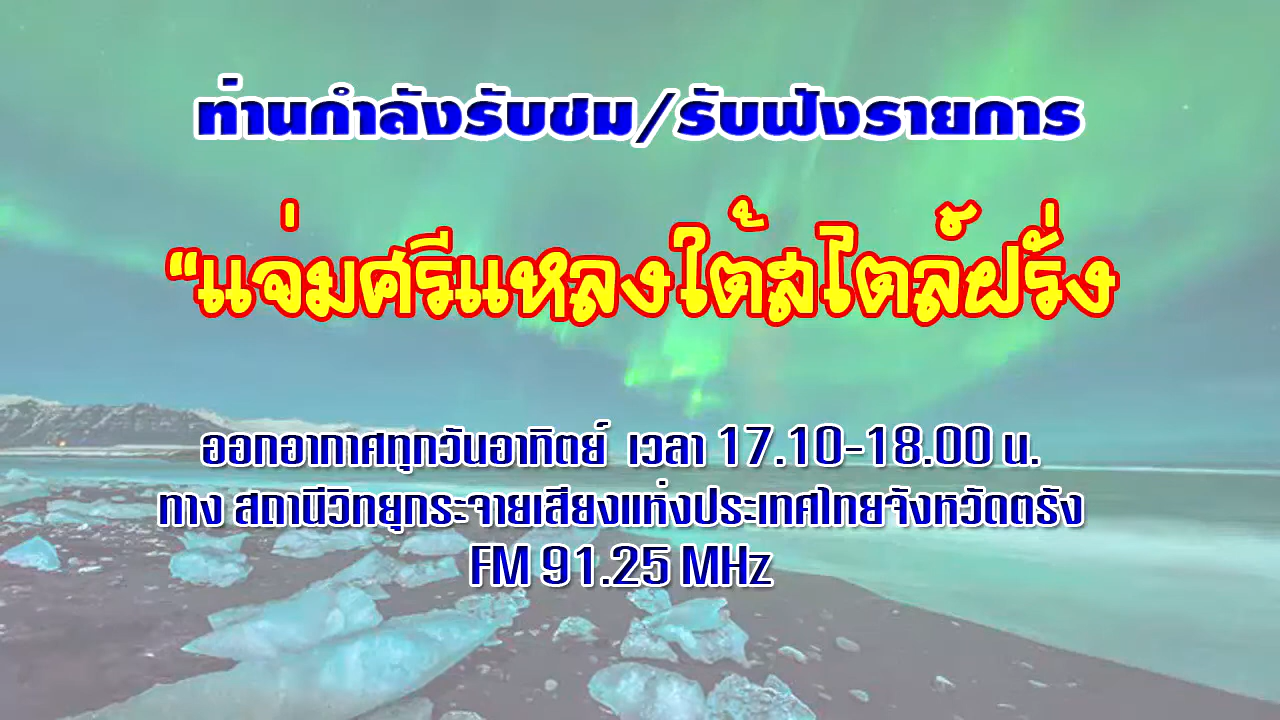 ท่านกำลังรับชม/รับฟังรายการ
“แจ่มศรีแหลงใต้สไตล์ฝรั่ง
ออกอากาศทุกวันอาทิตย์ เวลา 17.10-18.00 น.
ทาง สถานีวิทยุกระจายเสียงแห่งประเทศไทยจังหวัดตรัง
FM 91.25 MHz